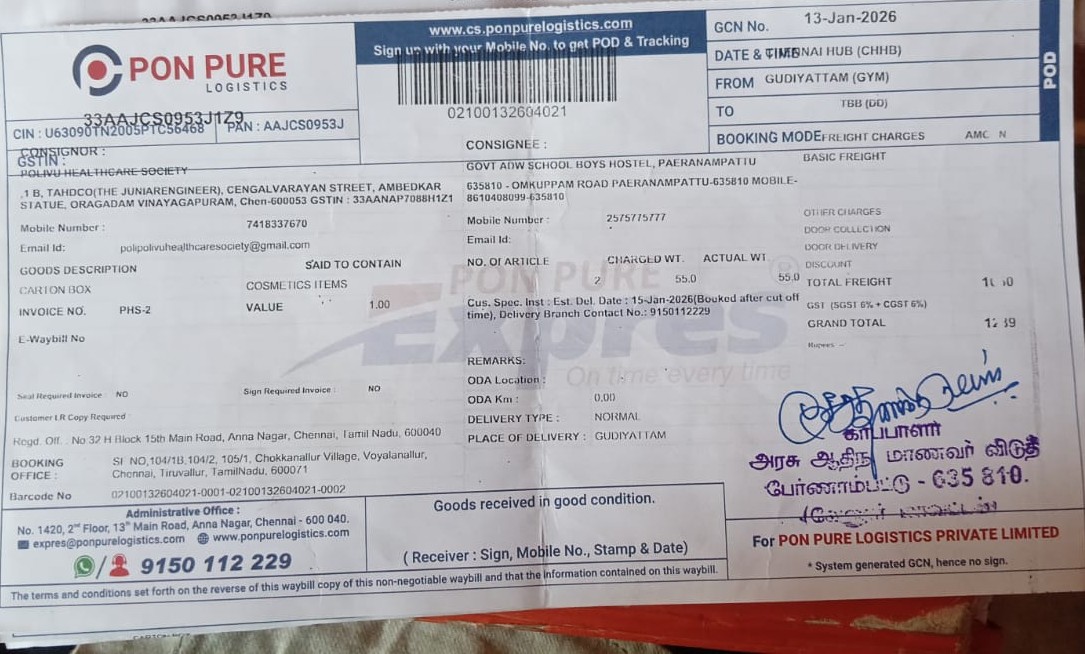 www.cs.ponpurelogistics.com
Sign up with your Mobile No. to get POD & Tracking
PON PURE
LOGISTICS
02100132604021
33AAJCS0953J1Z9
CIN : U63090TN2005PTC56468
PAN : AAJCS0953J
GSTIN :
GCN No.
13-Jan-2026
DATE & TIME
CHENNAI HUB (CHHB)
FROM GUDIYATTAM (GYM)
TO TBB (DD)
BOOKING MODE
FREIGHT CHARGES
POD
CONSIGNOR :
POLIVU HEALTHCARE SOCIETY
,1 B, TAHDCO(THE JUNIARENGINEER), CENGALVARAYAN STREET, AMBEDKAR
STATUE, ORAGADAM VINAYAGAPURAM, Chen-600053 GSTIN : 33AANAP7088H1Z1
Mobile Number : 7418337670
Email Id: polipolivuhealthcaresociety@gmail.com
GOODS DESCRIPTION
SAID TO CONTAIN
CARTON BOX
COSMETICS ITEMS
INVOICE NO. PHS-2
VALUE 1.00
E-Waybill No
Seal Required Invoice : NO
Sign Required Invoice : NO
Customer LR Copy Required :
CONSIGNEE :
GOVT ADW SCHOOL BOYS HOSTEL, PAERANAMPATTU
635810 - OMKUPPAM ROAD PAERANAMPATTU-635810 MOBILE-
8610408099-635810
Mobile Number : 2575775777
Email Id:
NO. Of ARTICLE
CHARGED WT.
ACTUAL WT
2 55.0 55.0
Cus. Spec. Inst : Est. Del. Date : 15-Jan-2026(Booked after cut off
time), Delivery Branch Contact No.: 9150112229
REMARKS:
ODA Location :
ODA Km : 0.00
DELIVERY TYPE : NORMAL
PLACE OF DELIVERY : GUDIYATTAM
PON PURE
Expres
On time every time
BASIC FREIGHT
OTHER CHARGES
DOOR COLLECTION
DOOR DELIVERY
DISCOUNT
TOTAL FREIGHT
GST (SGST 6% + CGST 6%)
GRAND TOTAL
Rupees
Regd. Off. : No 32 H Block 15th Main Road, Anna Nagar, Chennai, Tamil Nadu, 600040
BOOKING OFFICE :
SF NO,104/1B,104/2, 105/1, Chokkanallur Village, Voyalanallur,
Chennai, Tiruvallur, TamilNadu, 600071
Barcode No 02100132604021-0001-02100132604021-0002
Administrative Office :
No. 1420, 2nd Floor, 13th Main Road, Anna Nagar, Chennai - 600 040.
expres@ponpurelogistics.com www.ponpurelogistics.com
9150 112 229
Goods received in good condition.
( Receiver : Sign, Mobile No., Stamp & Date)
காப்பாளர்
அரசு ஆதிந மாணவர் விடுதி
பேர்ணாம்பட்டு - 635 810.
For PON PURE LOGISTICS PRIVATE LIMITED
* System generated GCN, hence no sign.
The terms and conditions set forth on the reverse of this waybill copy of this non-negotiable waybill and that the information contained on this waybill.